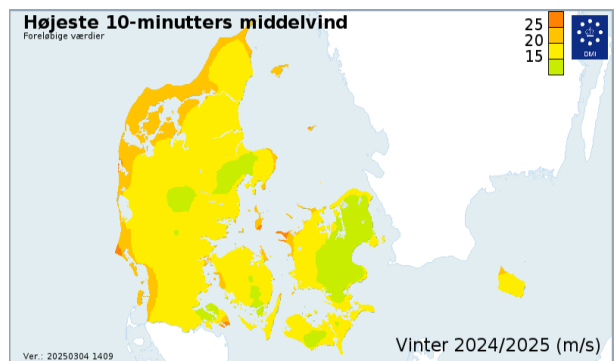 Højeste 10-minutters middelvind
Foreløbige værdier
25
20
15
DMI
Vinter 2024/2025 (m/s)
Ver.: 20250304 1409